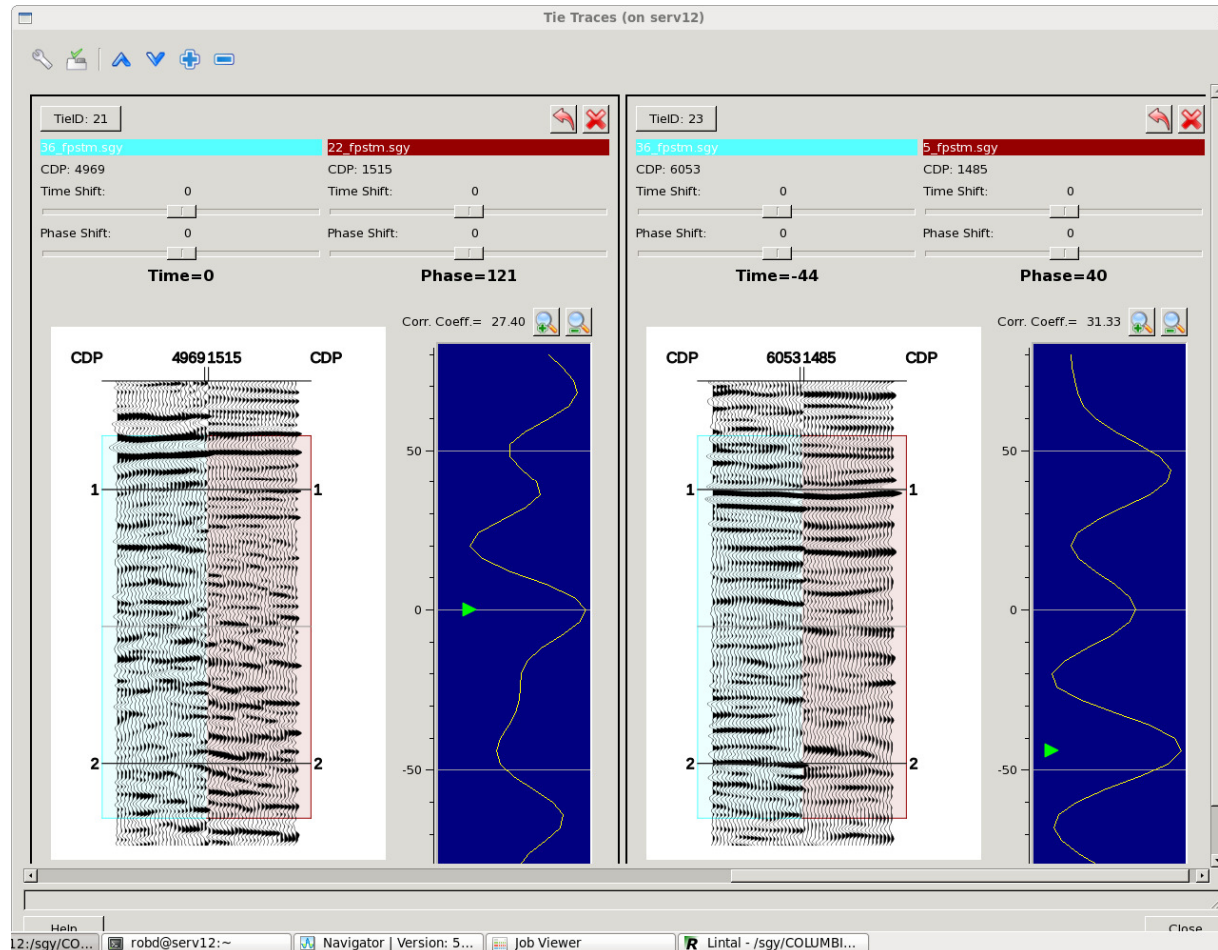 Tie Traces (on serv12)
TieID: 21
36_fpstm.sgy 22_fpstm.sgy
CDP: 4969 CDP: 1515
Time Shift: 0 Time Shift: 0
Phase Shift: 0 Phase Shift: 0
Time=0 Phase=121
Corr. Coeff.= 27.40
CDP 4969 1515 CDP
1 1
2 2
50
0
-50
TieID: 23
36_fpstm.sgy 5_fpstm.sgy
CDP: 6053 CDP: 1485
Time Shift: 0 Time Shift: 0
Phase Shift: 0 Phase Shift: 0
Time=-44 Phase=40
Corr. Coeff.= 31.33
CDP 6053 1485 CDP
1 1
2 2
50
0
-50
Help Close
12:/sgy/CO... robd@serv12:~ Navigator | Version: 5... Job Viewer R Lintal - /sgy/COLUMBI...